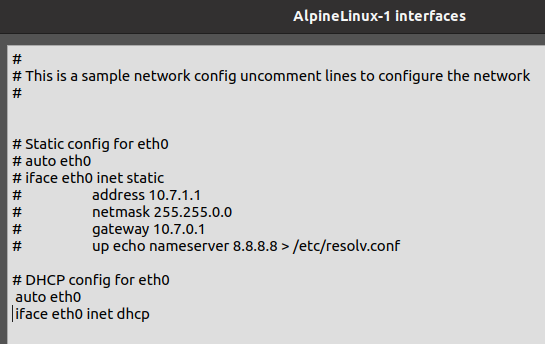 AlpineLinux-1 interfaces
#
# This is a sample network config uncomment lines to configure the network
#
# Static config for eth0
# auto eth0
# iface eth0 inet static
# address 10.7.1.1
# netmask 255.255.0.0
# gateway 10.7.0.1
# up echo nameserver 8.8.8.8 > /etc/resolv.conf
# DHCP config for eth0
auto eth0
iface eth0 inet dhcp